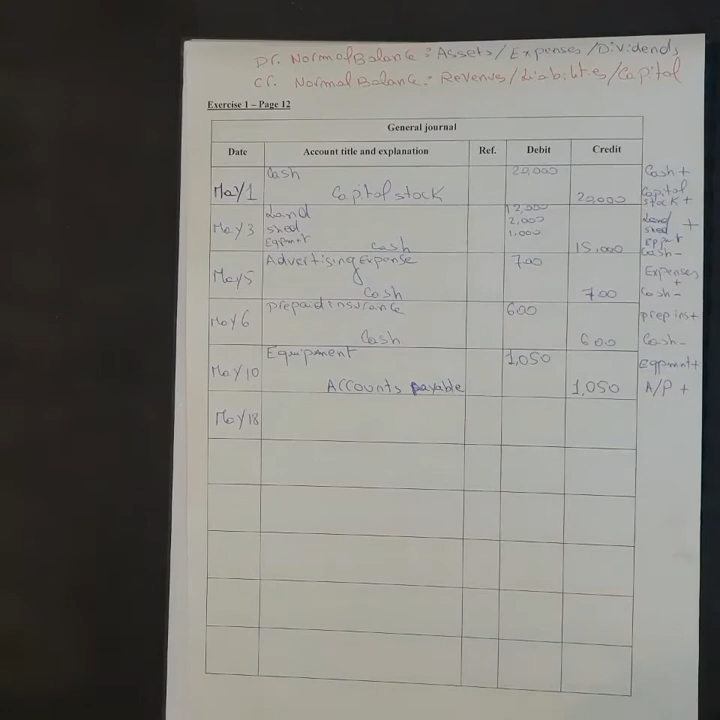 Dr. Normal Balance : Assets / Expenses / Dividends
Cr. Normal Balance : Revenus / Liabilities / Capital
Exercise 1 – Page 12
General journal
Date Account title and explanation Ref. Debit Credit
Cash 20,000 Cash +
May 1 Capital stock 20,000 Capital stock +
Land 12,000 Land
May 3 shed 2,000 shed +
Eqpmnt 1,000 Eqpmt
Cash 15,000 Cash -
Advertising Expense 700 Expenses
May 5 +
Cash 700 Cash -
prepaid insurance 600 prep ins+
May 6 Cash 600 Cash -
Equipment 1,050 Eqpmnt+
May 10 Accounts payable 1,050 A/P +
May 18